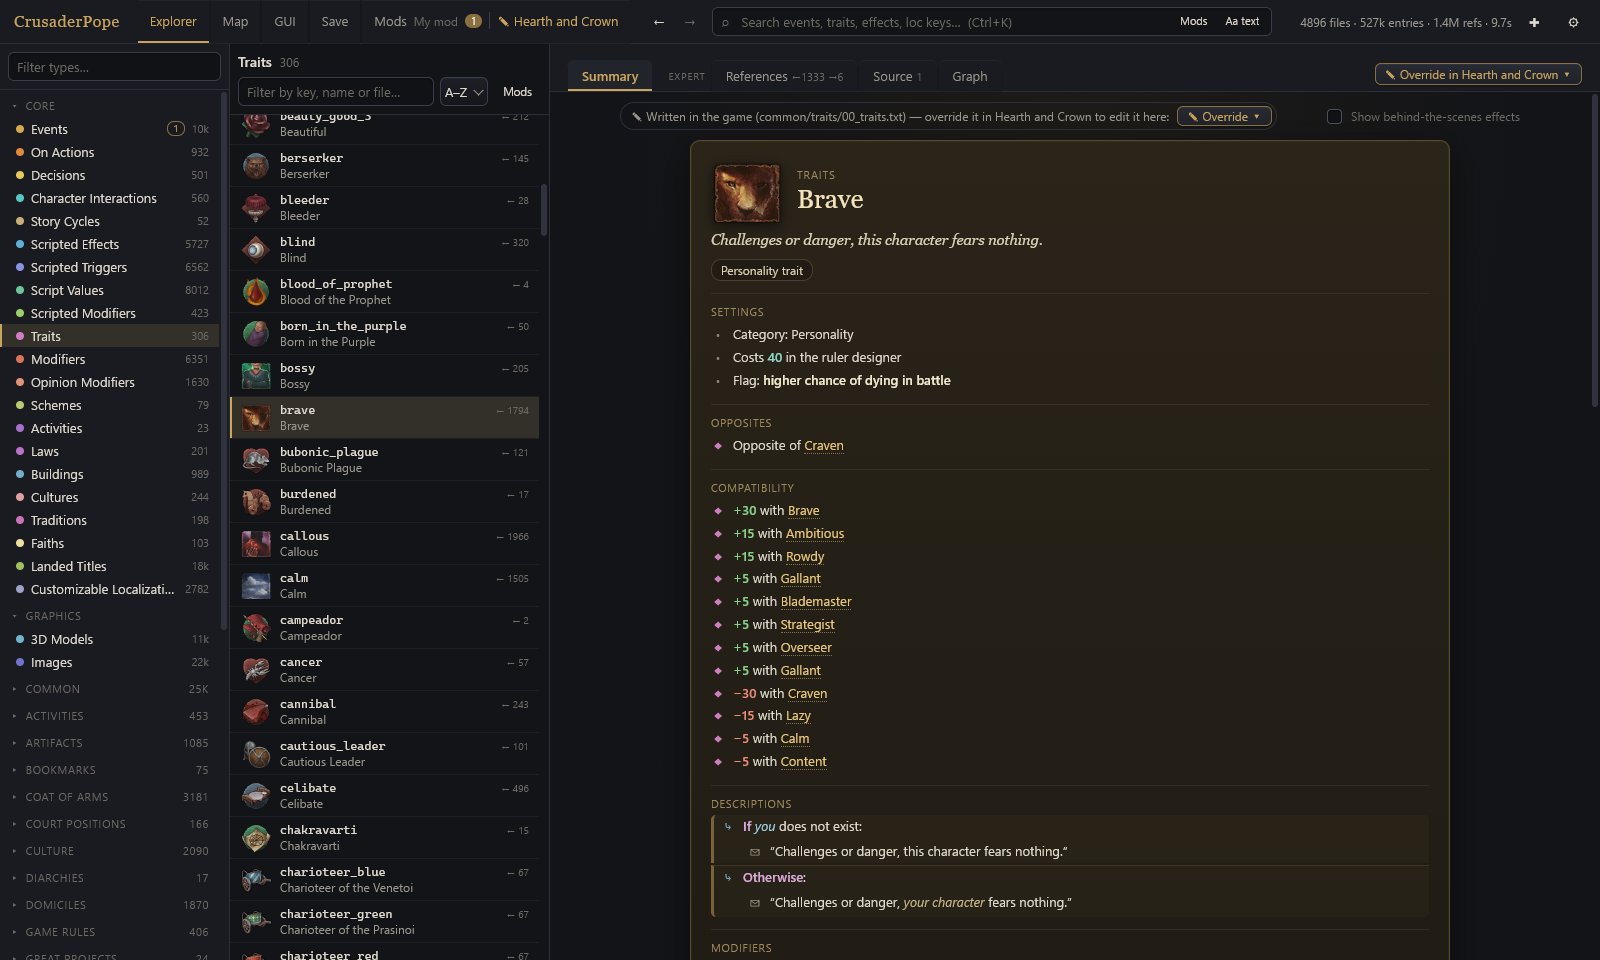 CrusaderPope
Explorer
Map
GUI
Save
Mods My mod 1
Hearth and Crown
Search events, traits, effects, loc keys... (Ctrl+K)
Mods
Aa text
4896 files · 527k entries · 1.4M refs · 9.7s
Filter types...
CORE
Events 1 10k
On Actions 932
Decisions 501
Character Interactions 560
Story Cycles 52
Scripted Effects 5727
Scripted Triggers 6562
Script Values 8012
Scripted Modifiers 423
Traits 306
Modifiers 6351
Opinion Modifiers 1630
Schemes 79
Activities 23
Laws 201
Buildings 989
Cultures 244
Traditions 198
Faiths 103
Landed Titles 18k
Customizable Localizati... 2782
GRAPHICS
3D Models 11k
Images 22k
COMMON 25K
ACTIVITIES 453
ARTIFACTS 1085
BOOKMARKS 75
COAT OF ARMS 3181
COURT POSITIONS 166
CULTURE 2090
DIARCHIES 17
DOMICILES 1870
GAME RULES 406
GREAT PROJECTS 24
Traits 306
Filter by key, name or file...
A–Z
Mods
beauty_good_3 ← 212
Beautiful
berserker ← 145
Berserker
bleeder ← 28
Bleeder
blind ← 320
Blind
blood_of_prophet ← 4
Blood of the Prophet
born_in_the_purple ← 50
Born in the Purple
bossy ← 205
Bossy
brave ← 1794
Brave
bubonic_plague ← 121
Bubonic Plague
burdened ← 17
Burdened
callous ← 1966
Callous
calm ← 1505
Calm
campeador ← 2
Campeador
cancer ← 57
Cancer
cannibal ← 243
Cannibal
cautious_leader ← 101
Cautious Leader
celibate ← 496
Celibate
chakravarti ← 15
Chakravarti
charioteer_blue ← 67
Charioteer of the Venetoi
charioteer_green ← 67
Charioteer of the Prasinoi
charioteer_red ← 67
Summary
EXPERT
References ←1333 →6
Source 1
Graph
Override in Hearth and Crown ▾
Written in the game (common/traits/00_traits.txt) — override it in Hearth and Crown to edit it here:
Override ▾
Show behind-the-scenes effects
TRAITS
Brave
Challenges or danger, this character fears nothing.
Personality trait
SETTINGS
Category: Personality
Costs 40 in the ruler designer
Flag: higher chance of dying in battle
OPPOSITES
Opposite of Craven
COMPATIBILITY
+30 with Brave
+15 with Ambitious
+15 with Rowdy
+5 with Gallant
+5 with Blademaster
+5 with Strategist
+5 with Overseer
+5 with Gallant
−30 with Craven
−15 with Lazy
−5 with Calm
−5 with Content
DESCRIPTIONS
If you does not exist:
"Challenges or danger, this character fears nothing."
Otherwise:
"Challenges or danger, your character fears nothing."
MODIFIERS